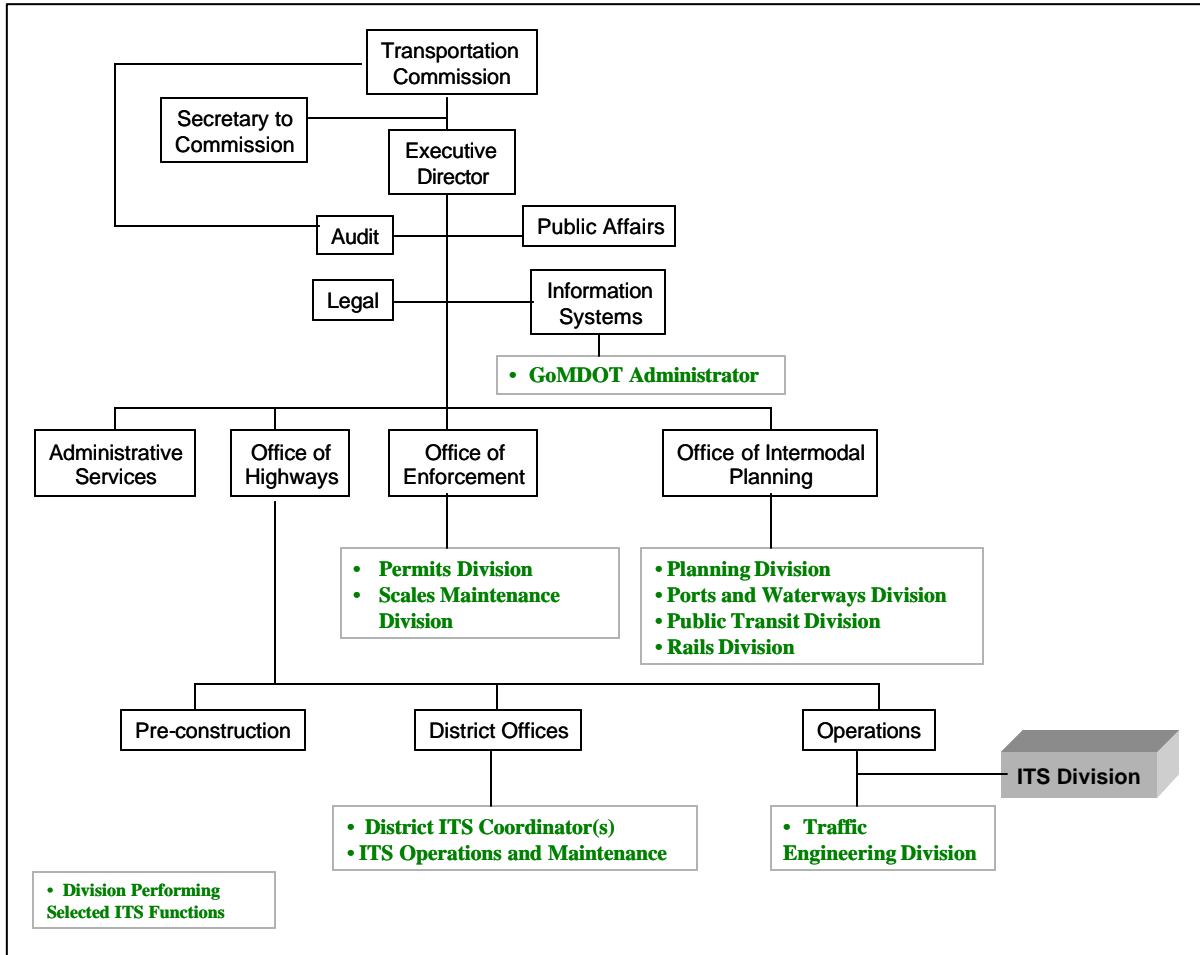 Transportation
Commission
Secretary to
Commission
Executive
Director
Audit
Public Affairs
Legal
Information
Systems
• GoMDOT Administrator
Administrative
Services
Office of
Highways
Office of
Enforcement
Office of Intermodal
Planning
• Permits Division
• Scales Maintenance
Division
• Planning Division
• Ports and Waterways Division
• Public Transit Division
• Rails Division
Pre-construction
District Offices
Operations
ITS Division
• District ITS Coordinator(s)
• ITS Operations and Maintenance
• Traffic
Engineering Division
• Division Performing
Selected ITS Functions